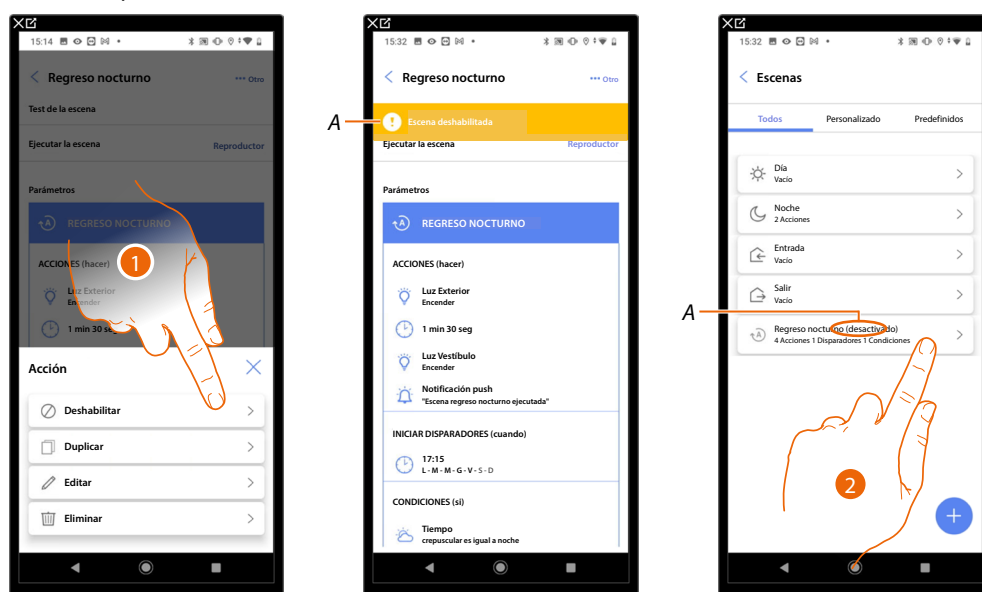 15:14
Regreso nocturno
Otro
Test de la escena
Ejecutar la escena
Reproductor
Parámetros
REGRESO NOCTURNO
ACCIONES (hacer)
Luz Exterior
Encender
1 min 30 seg
1
Acción
Deshabilitar
Duplicar
Editar
Eliminar
15:32
Regreso nocturno
Otro
A
Escena deshabilitada
Ejecutar la escena
Reproductor
Parámetros
REGRESO NOCTURNO
ACCIONES (hacer)
Luz Exterior
Encender
1 min 30 seg
Luz Vestíbulo
Encender
Notificación push
"Escena regreso nocturno ejecutada"
INICIAR DISPARADORES (cuando)
17:15
L - M - M - G - V - S - D
CONDICIONES (si)
Tiempo
crepuscular es igual a noche
15:32
Escenas
Todos
Personalizado
Predefinidos
Día
Vacío
Noche
2 Acciones
Entrada
Vacío
Salir
Vacío
A
Regreso nocturno (desactivado)
4 Acciones 1 Disparadores 1 Condiciones
2